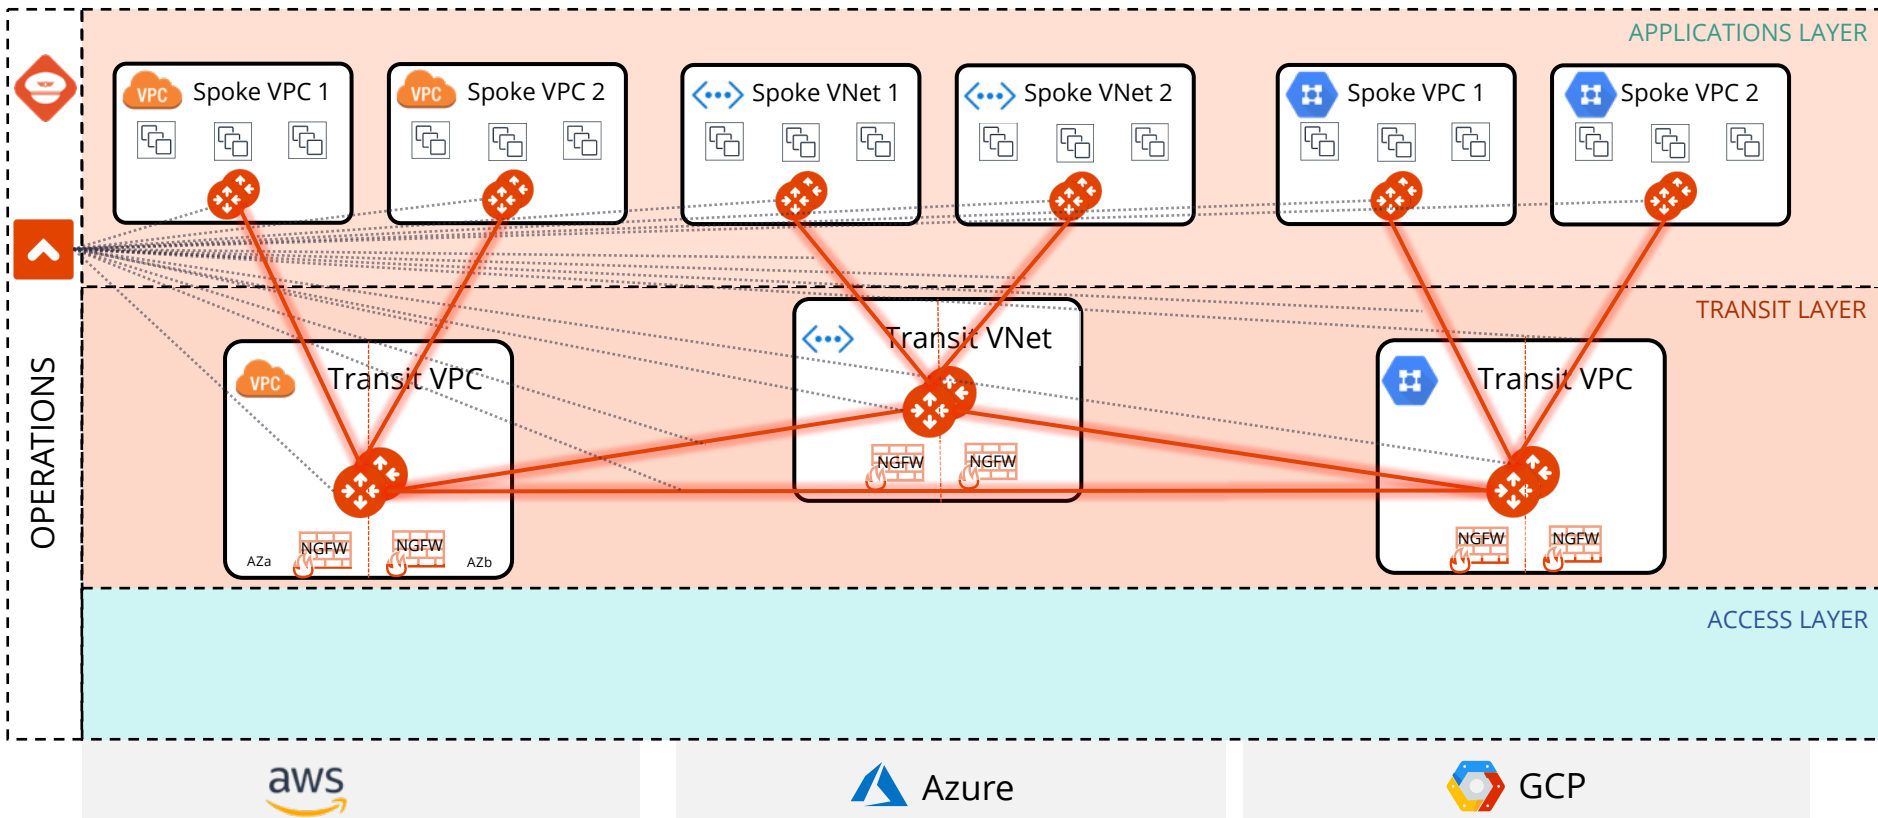 APPLICATIONS LAYER
VPC
Spoke VPC 1
VPC
Spoke VPC 2
Spoke VNet 1
Spoke VNet 2
Spoke VPC 1
Spoke VPC 2
OPERATIONS
TRANSIT LAYER
VPC
Transit VPC
Transit VNet
Transit VPC
NGFW
NGFW
AZa
NGFW
NGFW
AZb
NGFW
NGFW
ACCESS LAYER
aws
Azure
GCP